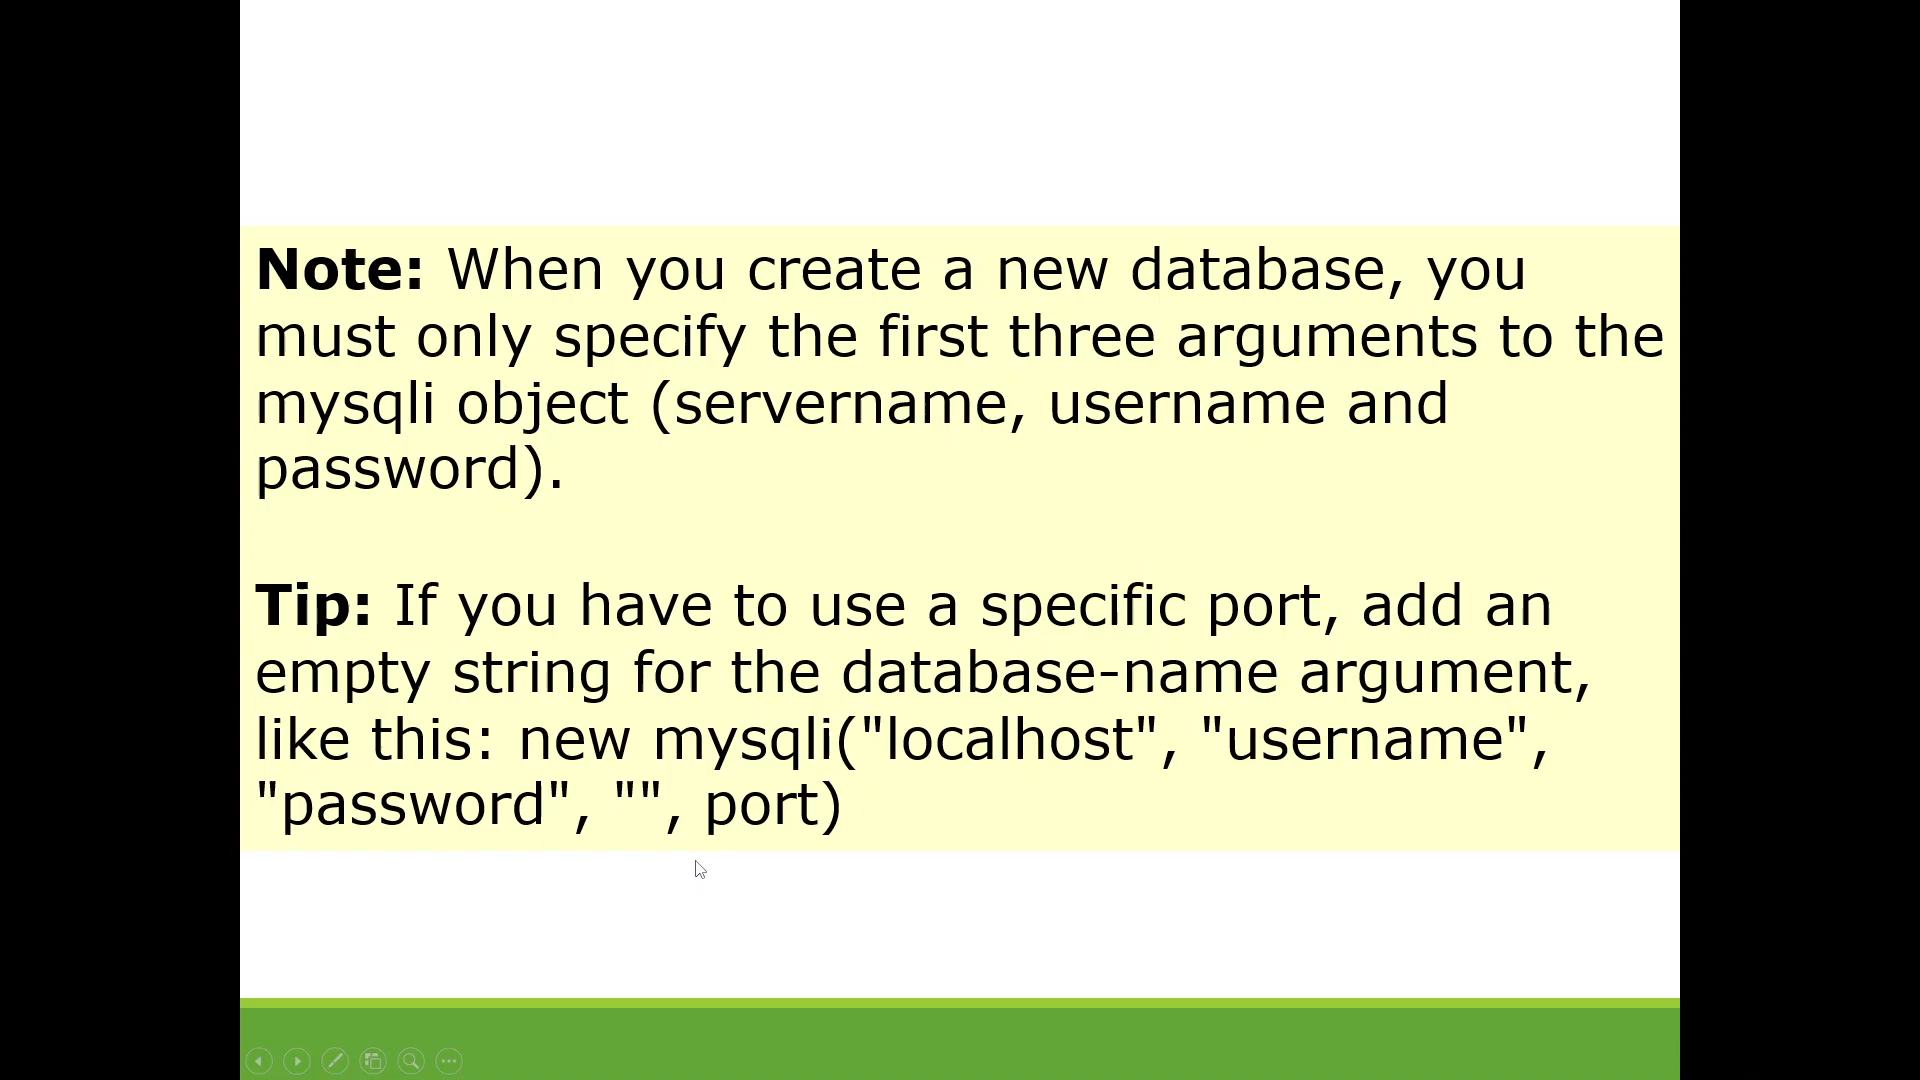 Note: When you create a new database, you
must only specify the first three arguments to the
mysqli object (servername, username and
password).
Tip: If you have to use a specific port, add an
empty string for the database-name argument,
like this: new mysqli("localhost", "username",
"password", "", port)